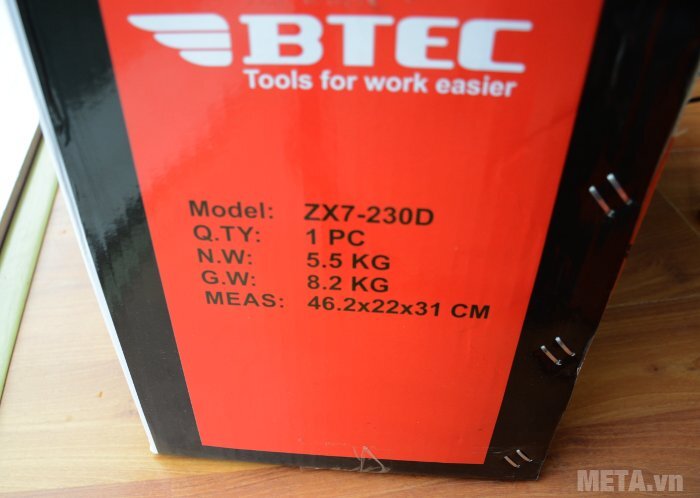 BTEC
Tools for work easier
Model: ZX7-230D
Q.TY: 1 PC
N.W: 5.5 KG
G.W: 8.2 KG
MEAS: 46.2x22x31 CM
META.vn